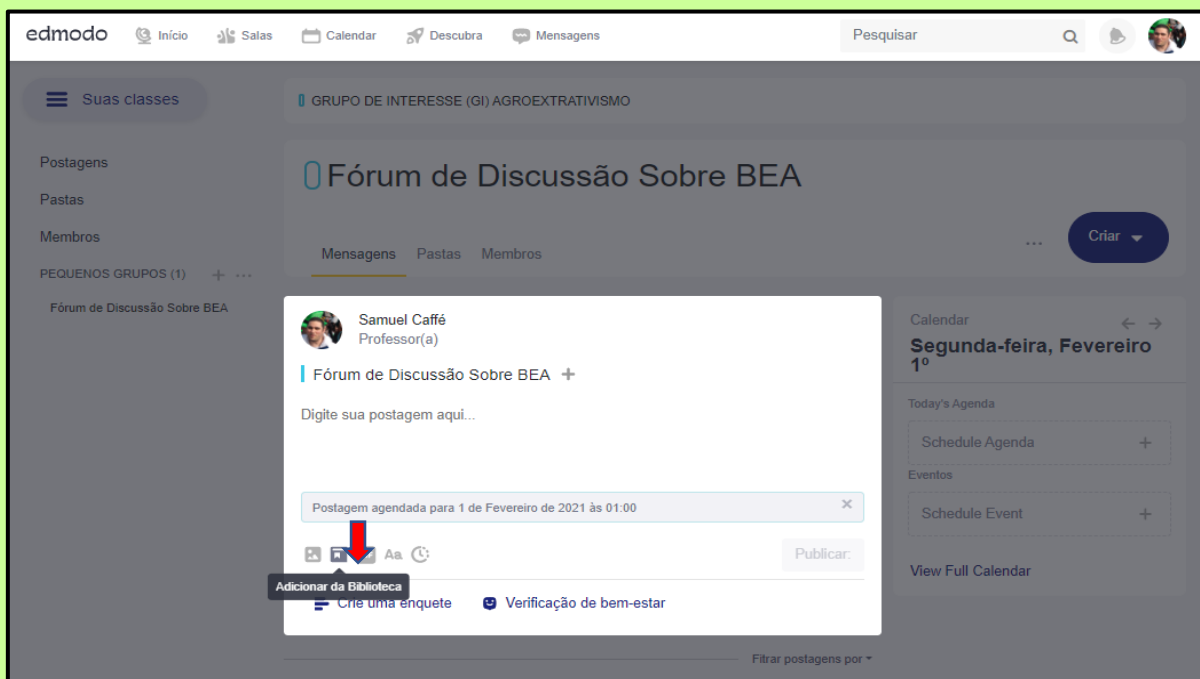 edmodo Início Salas Calendar Descubra Mensagens Pesquisar
Suas classes
GRUPO DE INTERESSE (GI) AGROEXTRATIVISMO
Postagens
Pastas
Membros
PEQUENOS GRUPOS (1) + ...
Fórum de Discussão Sobre BEA
Fórum de Discussão Sobre BEA
Mensagens Pastas Membros
... Criar
Samuel Caffé
Professor(a)
Fórum de Discussão Sobre BEA +
Digite sua postagem aqui...
Postagem agendada para 1 de Fevereiro de 2021 às 01:00 ×
Aa
Publicar:
Adicionar da Biblioteca
Crie uma enquete Verificação de bem-estar
Calendar ← →
Segunda-feira, Fevereiro
1º
Today's Agenda
Schedule Agenda +
Eventos
Schedule Event +
View Full Calendar
Filtrar postagens por